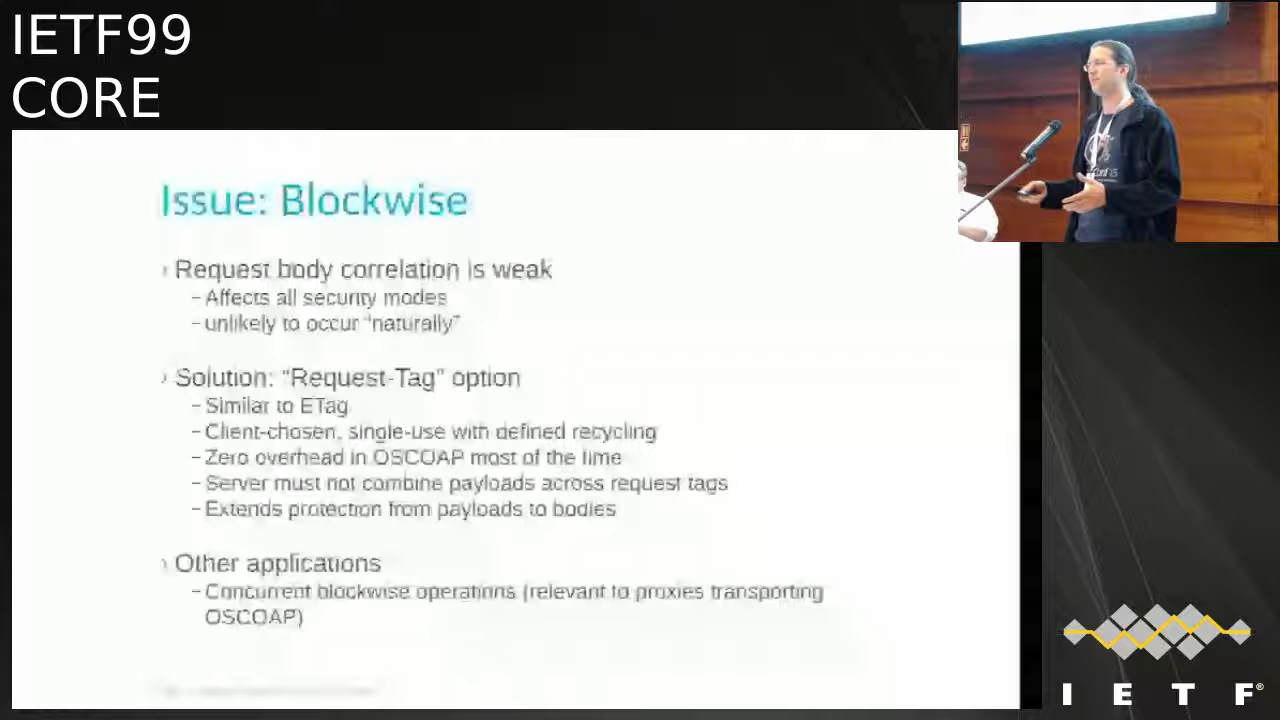 IETF99
CORE
Issue: Blockwise
› Request body correlation is weak
– Affects all security modes
– unlikely to occur “naturally”
› Solution: “Request-Tag” option
– Similar to ETag
– Client-chosen, single-use with defined recycling
– Zero overhead in OSCOAP most of the time
– Server must not combine payloads across request tags
– Extends protection from payloads to bodies
› Other applications
– Concurrent blockwise operations (relevant to proxies transporting
OSCOAP)
I E T F®